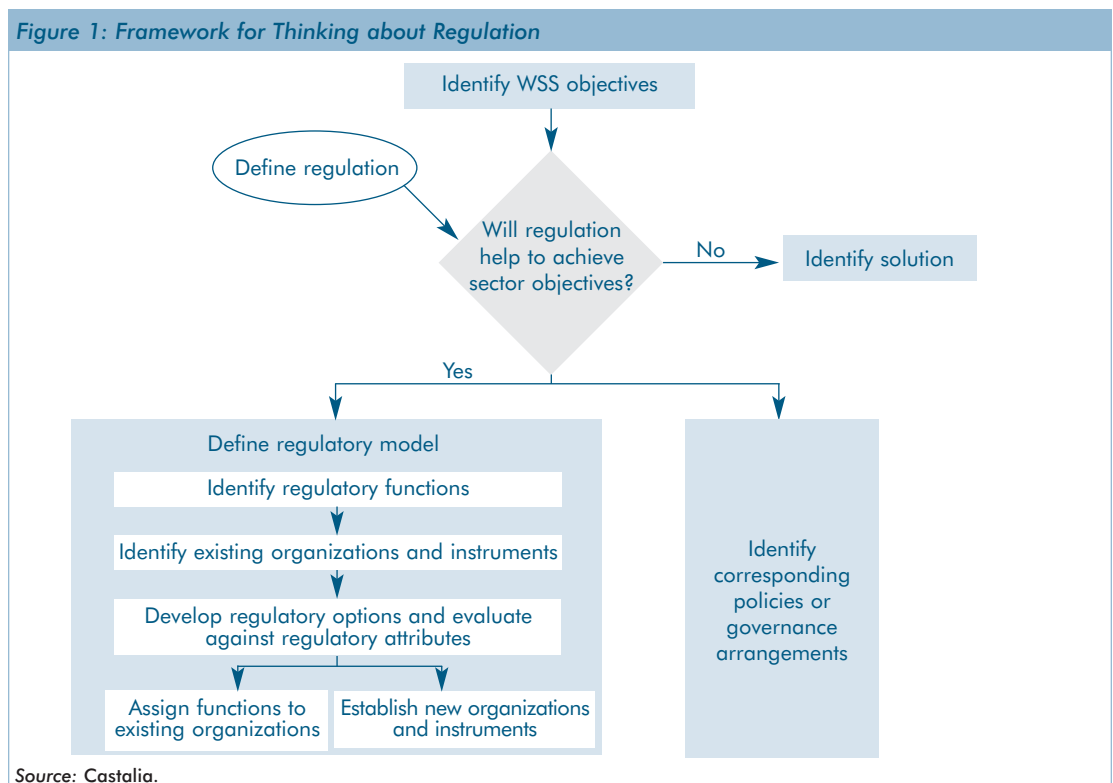 Figure 1: Framework for Thinking about Regulation
Identify WSS objectives
Define regulation
Will regulation
help to achieve
sector objectives?
No
Identify solution
Yes
Define regulatory model
Identify regulatory functions
Identify existing organizations and instruments
Develop regulatory options and evaluate
against regulatory attributes
Assign functions to
existing organizations
Establish new organizations
and instruments
Identify
corresponding
policies or
governance
arrangements
Source: Castalia.